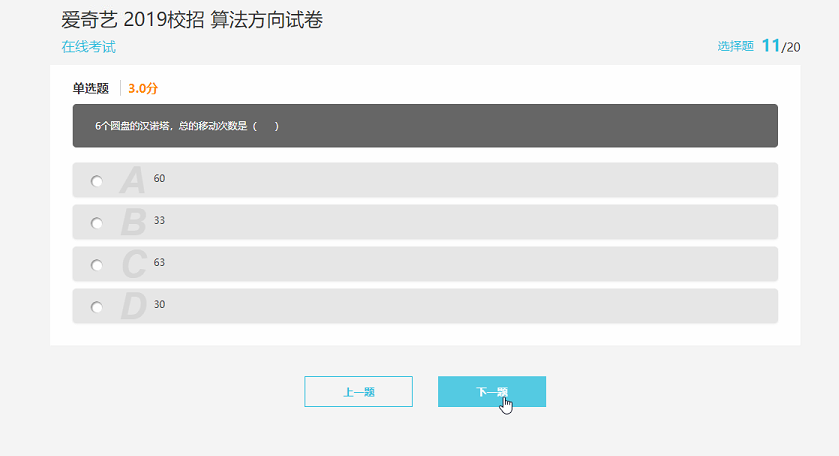 爱奇艺 2019校招 算法方向试卷
在线考试
选择题 11/20
单选题 3.0分
6个圆盘的汉诺塔，总的移动次数是（ ）
A 60
B 33
C 63
D 30
上一题 下一题